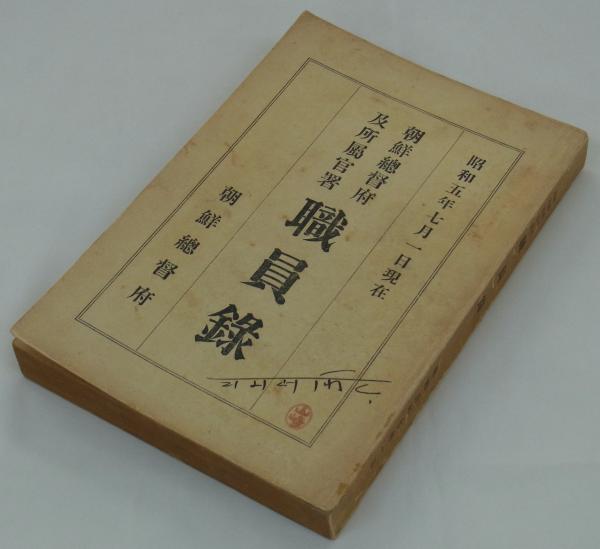 昭和五年七月一日現在
朝鮮總督府
及所屬官署
職員錄
朝鮮總督府